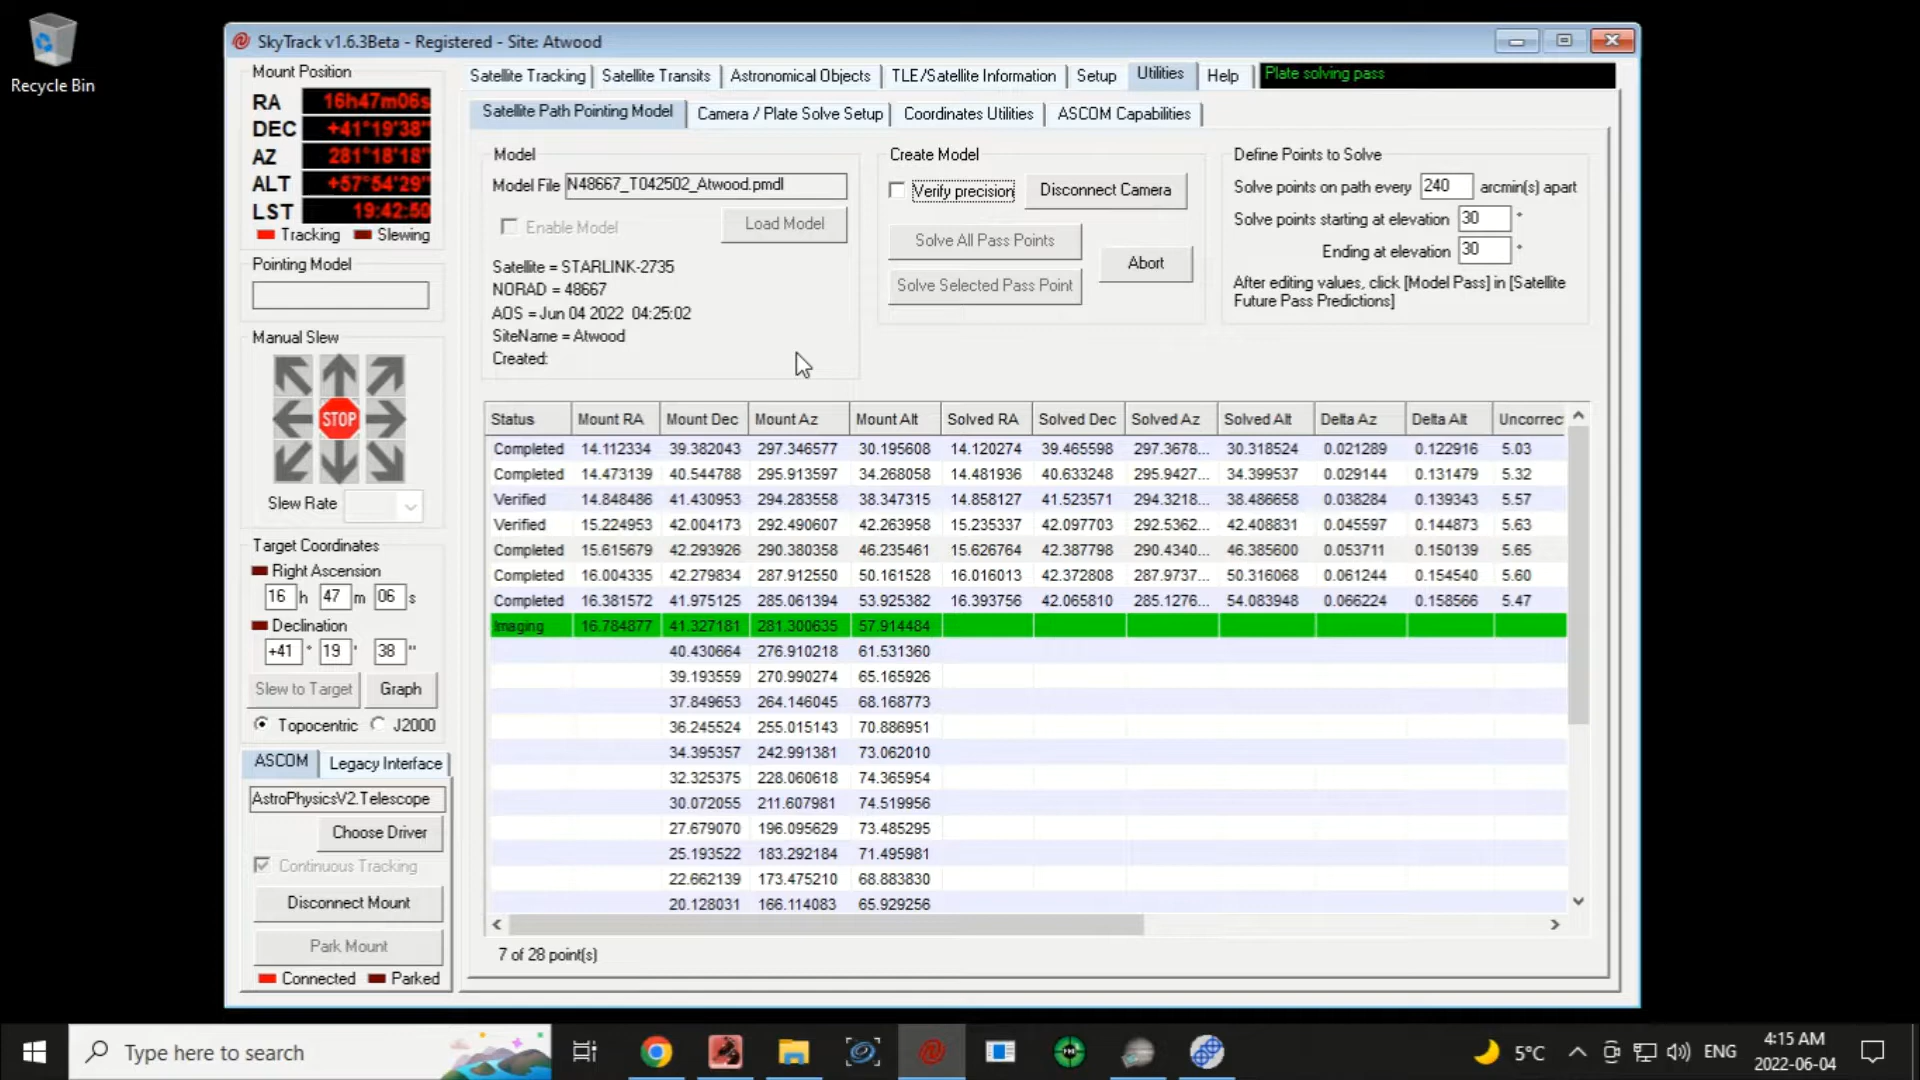 Recycle Bin
SkyTrack v1.6.3Beta - Registered - Site: Atwood
Mount Position
RA 16h47m06s
DEC +41°19'38"
AZ 281°18'18"
ALT +57°54'29"
LST 19:42:50
Tracking Slewing
Pointing Model
Manual Slew
STOP
Slew Rate
Target Coordinates
Right Ascension
16 h 47 m 06 s
Declination
+41 ° 19 ' 38 "
Slew to Target Graph
Topocentric J2000
ASCOM Legacy Interface
AstroPhysicsV2.Telescope
Choose Driver
Continuous Tracking
Disconnect Mount
Park Mount
Connected Parked
Satellite Tracking Satellite Transits Astronomical Objects TLE/Satellite Information Setup Utilities Help Plate solving pass
Satellite Path Pointing Model Camera / Plate Solve Setup Coordinates Utilities ASCOM Capabilities
Model
Model File N48667_T042502_Atwood.pmdl
Enable Model Load Model
Satellite = STARLINK-2735
NORAD = 48667
AOS =Jun 04 2022 04:25:02
SiteName = Atwood
Created:
Create Model
Verify precision Disconnect Camera
Solve All Pass Points
Abort
Solve Selected Pass Point
Define Points to Solve
Solve points on path every 240 arcmin(s) apart
Solve points starting at elevation 30 °
Ending at elevation 30 °
After editing values, click [Model Pass] in [Satellite
Future Pass Predictions]
Status Mount RA Mount Dec Mount Az Mount Alt Solved RA Solved Dec Solved Az Solved Alt Delta Az Delta Alt Uncorrec
Completed 14.112334 39.382043 297.346577 30.195608 14.120274 39.465598 297.3678... 30.318524 0.021289 0.122916 5.03
Completed 14.473139 40.544788 295.913597 34.268058 14.481936 40.633248 295.9427... 34.399537 0.029144 0.131479 5.32
Verified 14.848486 41.430953 294.283558 38.347315 14.858127 41.523571 294.3218... 38.486658 0.038284 0.139343 5.57
Verified 15.224953 42.004173 292.490607 42.263958 15.235337 42.097703 292.5362... 42.408831 0.045597 0.144873 5.63
Completed 15.615679 42.293926 290.380358 46.235461 15.626764 42.387798 290.4340... 46.385600 0.053711 0.150139 5.65
Completed 16.004335 42.279834 287.912550 50.161528 16.016013 42.372808 287.9737... 50.316068 0.061244 0.154540 5.60
Completed 16.381572 41.975125 285.061394 53.925382 16.393756 42.065810 285.1276... 54.083948 0.066224 0.158566 5.47
Imaging 16.784877 41.327181 281.300635 57.914484
40.430664 276.910218 61.531360
39.193559 270.990274 65.165926
37.849653 264.146045 68.168773
36.245524 255.015143 70.886951
34.395357 242.991381 73.062010
32.325375 228.060618 74.365954
30.072055 211.607981 74.519956
27.679070 196.095629 73.485295
25.193522 183.292184 71.495981
22.662139 173.475210 68.883830
20.128031 166.114083 65.929256
7 of 28 point(s)
Type here to search
5°C ENG 4:15 AM
2022-06-04